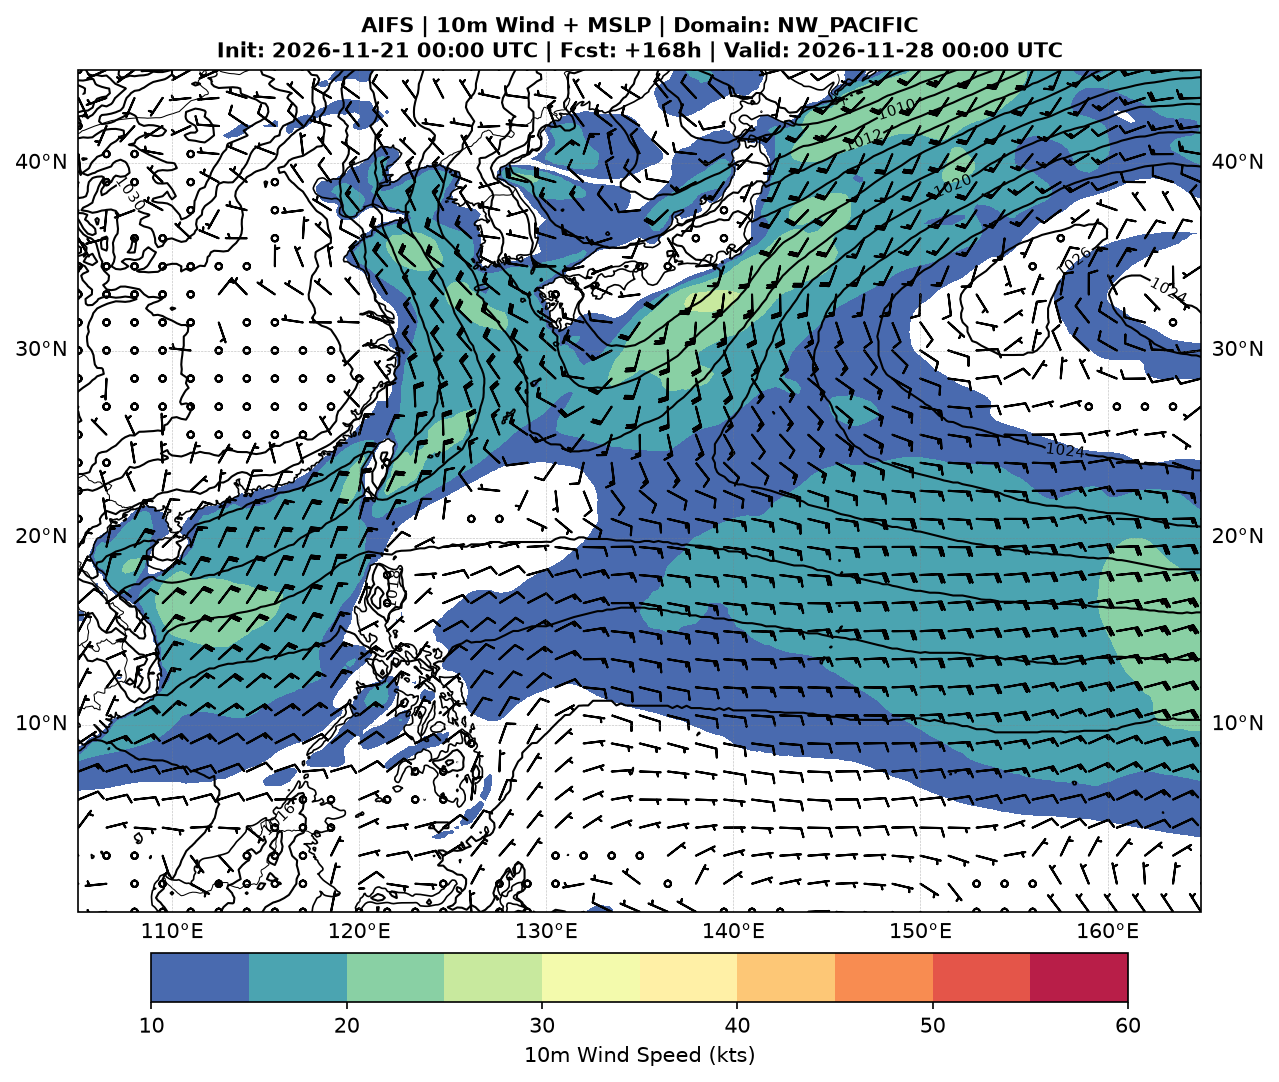 AIFS | 10m Wind + MSLP | Domain: NW_PACIFIC
Init: 2026-11-21 00:00 UTC | Fcst: +168h | Valid: 2026-11-28 00:00 UTC
40°N
30°N
20°N
10°N
40°N
30°N
20°N
10°N
1030
1010
1012
1020
1026
1024
1024
110°E
120°E
130°E
140°E
150°E
160°E
10
20
30
40
50
60
10m Wind Speed (kts)